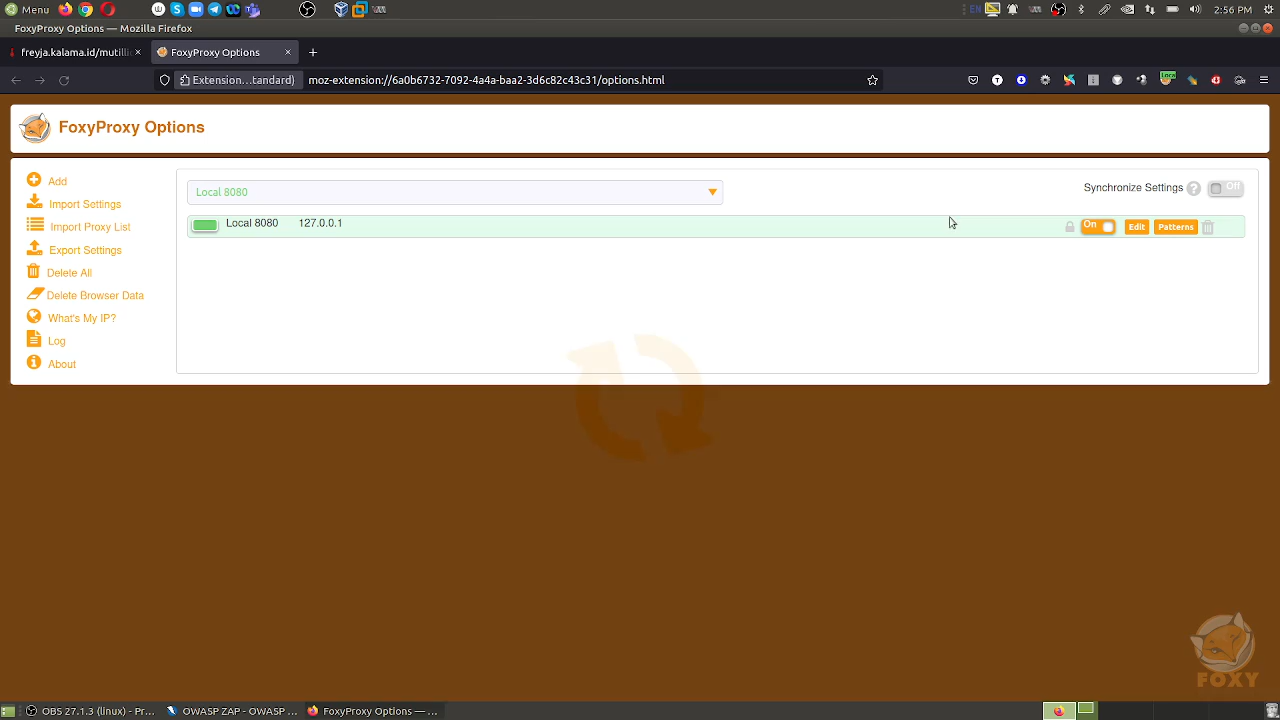 Menu
EN
2:56 PM
FoxyProxy Options — Mozilla Firefox
freyja.kalama.id/mutillid
FoxyProxy Options
Extension...tandard)
moz-extension://6a0b6732-7092-4a4a-baa2-3d6c82c43c31/options.html
Local
FoxyProxy Options
Add
Import Settings
Import Proxy List
Export Settings
Delete All
Delete Browser Data
What's My IP?
Log
About
Local 8080
Synchronize Settings
Off
Local 8080 127.0.0.1
On
Edit
Patterns
FOXY
OBS 27.1.3 (linux) - Pr...
OWASP ZAP - OWASP ...
FoxyProxy Options — ...